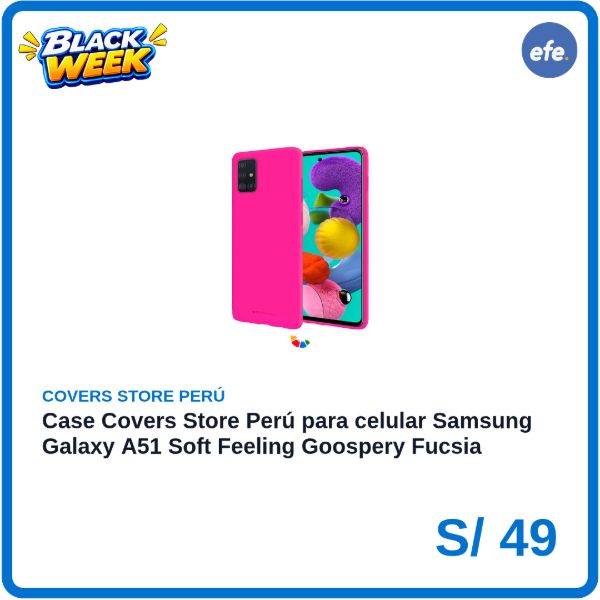 BLACK
WEEK
efe.
COVERS STORE PERÚ
Case Covers Store Perú para celular Samsung
Galaxy A51 Soft Feeling Goospery Fucsia
S/ 49